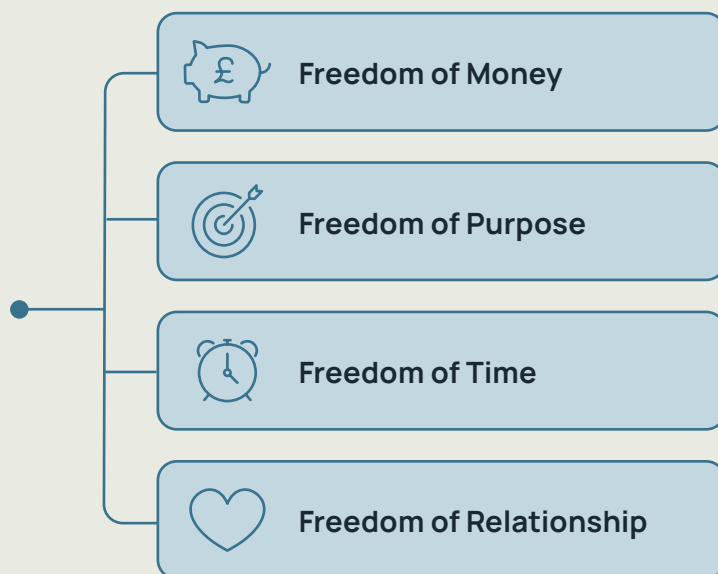 £
Freedom of Money
Freedom of Purpose
Freedom of Time
Freedom of Relationship